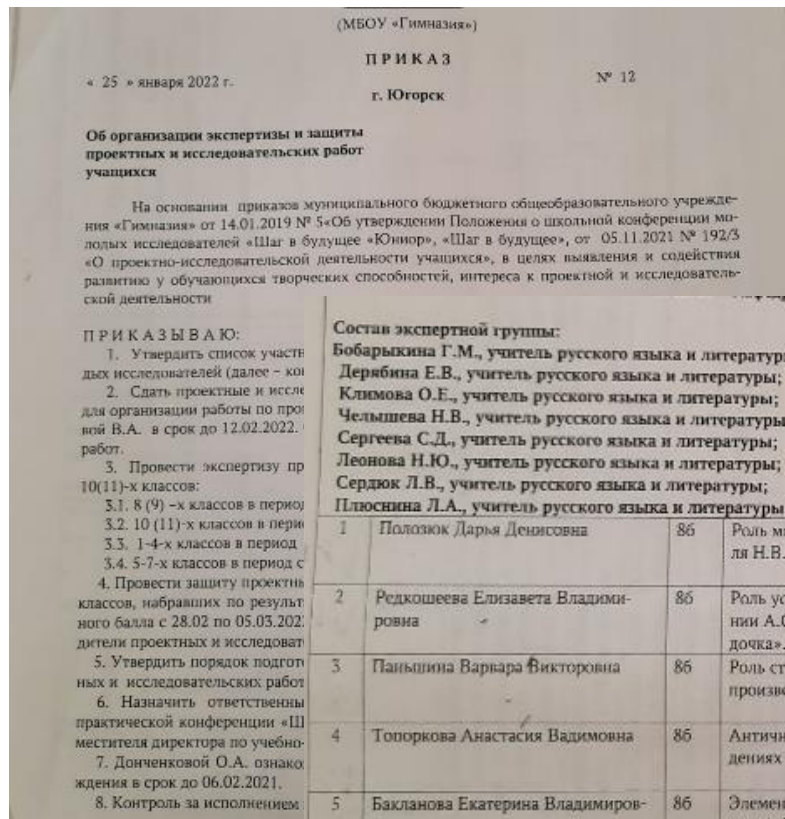 (МБОУ «Гимназия»)
П Р И К А З
« 25 » января 2022 г.
№ 12
г. Югорск
Об организации экспертизы и защиты
проектных и исследовательских работ
учащихся
На основании приказов муниципального бюджетного общеобразовательного учрежде-
ния «Гимназия» от 14.01.2019 № 5«Об утверждении Положения о школьной конференции мо-
лодых исследователей «Шаг в будущее «Юниор», «Шаг в будущее», от 05.11.2021 № 192/3
«О проектно-исследовательской деятельности учащихся», в целях выявления и содействия
развитию у обучающихся творческих способностей, интереса к проектной и исследователь-
ской деятельности
П Р И К А З Ы В А Ю:
1. Утвердить список участн
дых исследователей (далее – ко
2. Сдать проектные и иссле
для организации работы по про
вой В.А. в срок до 12.02.2022.
работ.
3. Провести экспертизу пр
10(11)-х классов:
3.1. 8 (9) –х классов в период
3.2. 10 (11)-х классов в пери
3.3. 1-4-х классов в период
3.4. 5-7-х классов в период с
4. Провести защиту проектн
классов, набравших по результ
ного балла с 28.02 по 05.03.202
дители проектных и исследоват
5. Утвердить порядок подгот
ных и исследовательских работ
6. Назначить ответственны
практической конференции «Ш
местителя директора по учебно-
7. Донченковой О.А. ознако
ждения в срок до 06.02.2021.
8. Контроль за исполнением
Состав экспертной группы:
Бобарыкина Г.М., учитель русского языка и литератур
Дерябина Е.В., учитель русского языка и литературы;
Климова О.Е., учитель русского языка и литературы;
Челышева Н.В., учитель русского языка и литературы
Сергеева С.Д., учитель русского языка и литературы;
Леонова Н.Ю., учитель русского языка и литературы;
Сердюк Л.В., учитель русского языка и литературы;
Плюснина Л.А., учитель русского языка и литературы
1 Полозюк Дарья Денисовна 8б Роль м
ля Н.В.
2 Редкошеева Елизавета Владими- 8б Роль ус
ровна нии А.С
дочка».
3 Паньшина Варвара Викторовна 8б Роль ст
произве
4 Топоркова Анастасия Вадимовна 8б Античн
дениях
5 Бакланова Екатерина Владимиров- 8б Элемен